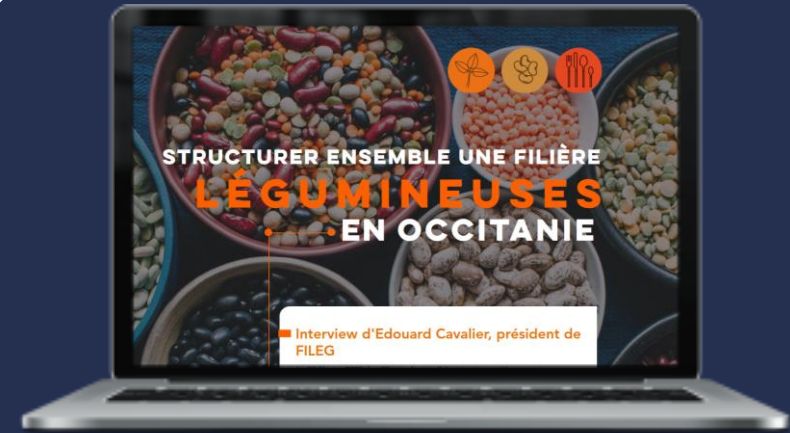 STRUCTURER ENSEMBLE UNE FILIÈRE
LÉGUMINEUSES
EN OCCITANIE
Interview d'Edouard Cavalier, président de
FILEG